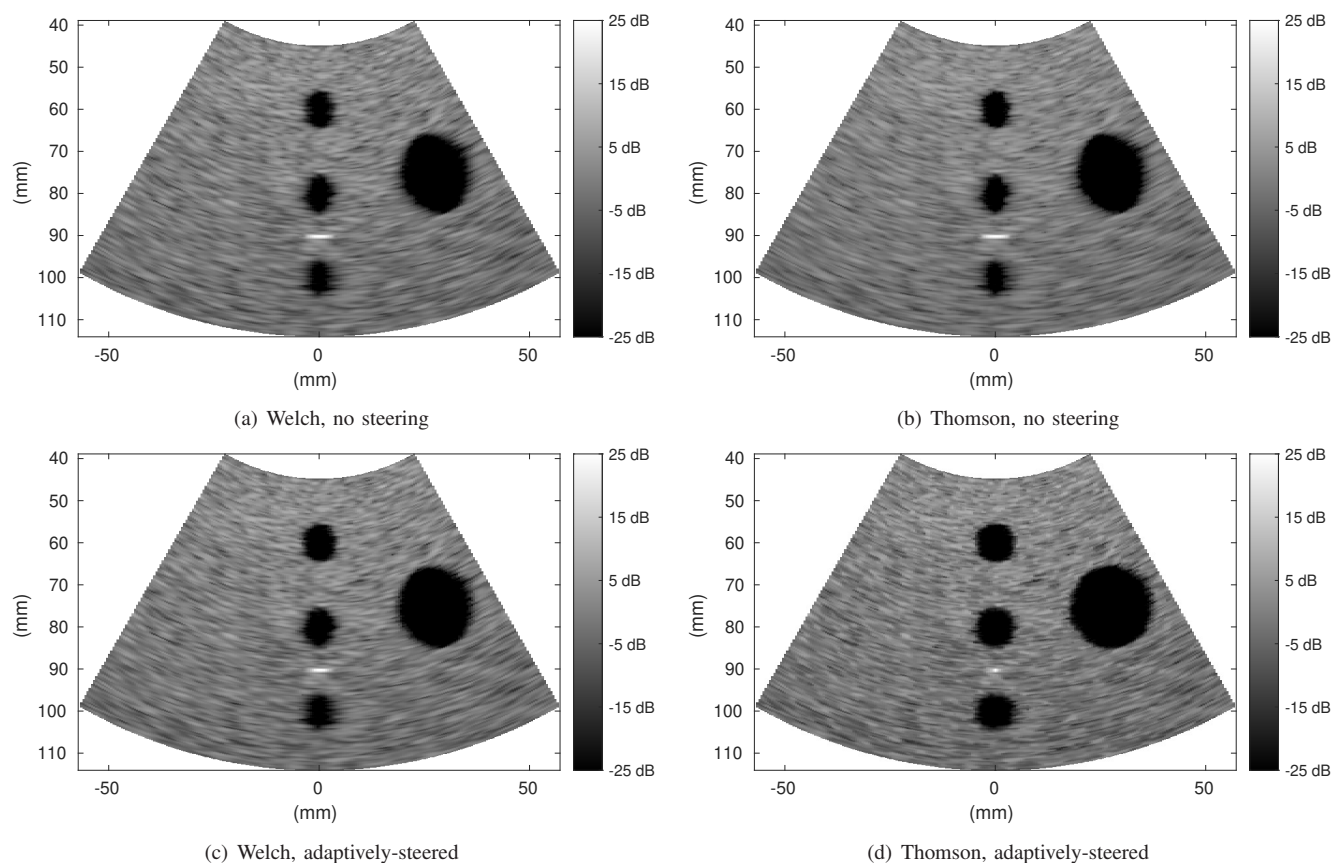 40
50
60
70
80
90
100
110
(mm)
-50
0
50
(mm)
25 dB
15 dB
5 dB
-5 dB
-15 dB
-25 dB
(a) Welch, no steering
40
50
60
70
80
90
100
110
(mm)
-50
0
50
(mm)
25 dB
15 dB
5 dB
-5 dB
-15 dB
-25 dB
(b) Thomson, no steering
40
50
60
70
80
90
100
110
(mm)
-50
0
50
(mm)
25 dB
15 dB
5 dB
-5 dB
-15 dB
-25 dB
(c) Welch, adaptively-steered
40
50
60
70
80
90
100
110
(mm)
-50
0
50
(mm)
25 dB
15 dB
5 dB
-5 dB
-15 dB
-25 dB
(d) Thomson, adaptively-steered